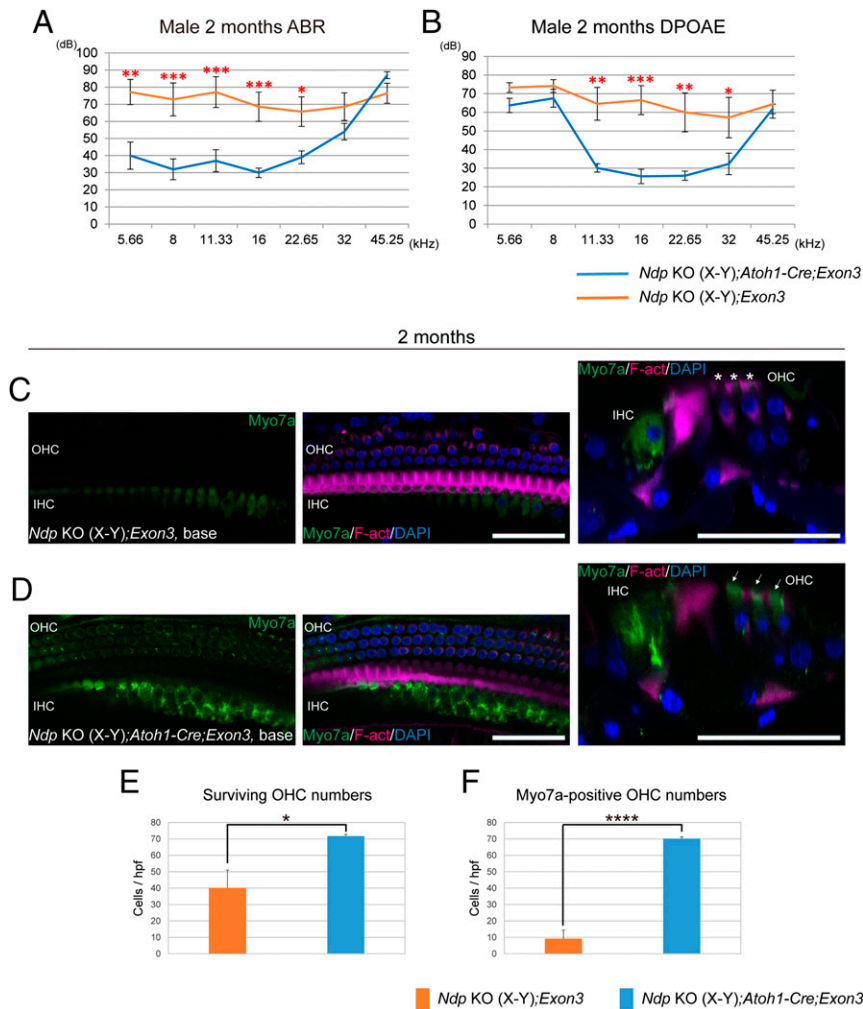 A
Male 2 months ABR
(dB)
100
90
80
70
60
50
40
30
20
10
0
** *** *** *** *
5.66 8 11.33 16 22.65 32 45.25 (kHz)
B
Male 2 months DPOAE
(dB)
90
80
70
60
50
40
30
20
10
0
** *** ** *
5.66 8 11.33 16 22.65 32 45.25 (kHz)
Ndp KO (X-Y);Atoh1-Cre;Exon3
Ndp KO (X-Y);Exon3
2 months
C
Myo7a
OHC
IHC
Ndp KO (X-Y);Exon3, base
Myo7a/F-act/DAPI
Myo7a/F-act/DAPI
* * *
OHC
IHC
D
Myo7a
OHC
IHC
Ndp KO (X-Y);Atoh1-Cre;Exon3, base
OHC
IHC
Myo7a/F-act/DAPI
Myo7a/F-act/DAPI
IHC
OHC
E
Surviving OHC numbers
Cells / hpf
80
70
60
50
40
30
20
10
0
*
F
Myo7a-positive OHC numbers
Cells / hpf
80
70
60
50
40
30
20
10
0
****
Ndp KO (X-Y);Exon3
Ndp KO (X-Y);Atoh1-Cre;Exon3